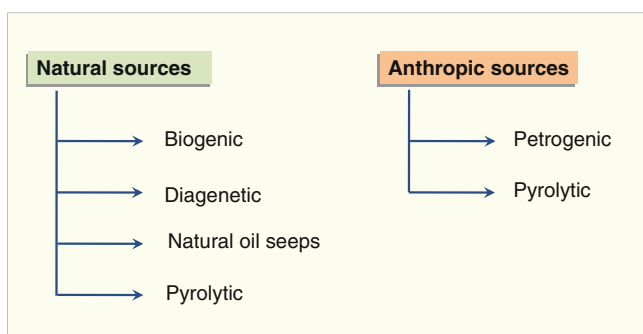 Natural sources
Biogenic
Diagenetic
Natural oil seeps
Pyrolytic
Anthropic sources
Petrogenic
Pyrolytic